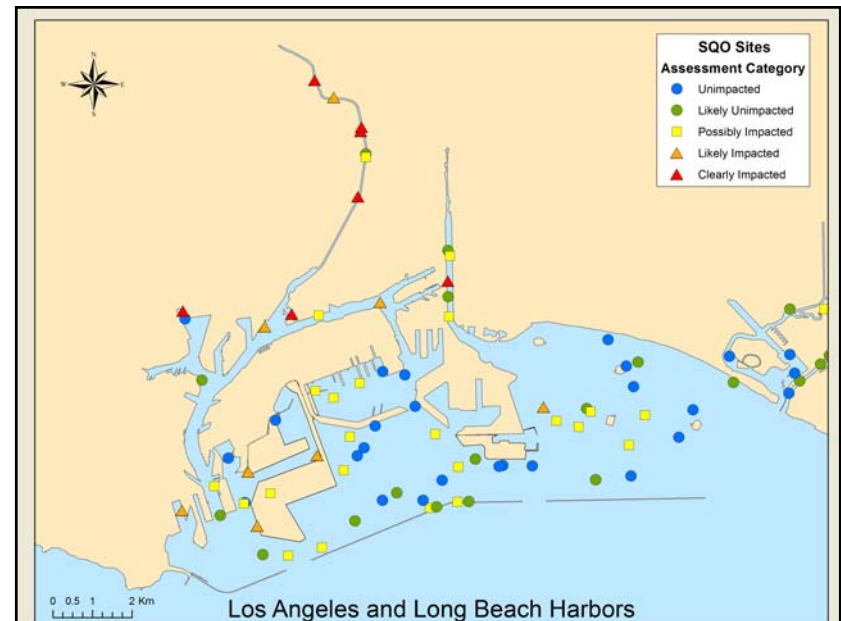 N
W E
S
SQO Sites
Assessment Category
Unimpacted
Likely Unimpacted
Possibly Impacted
Likely Impacted
Clearly Impacted
0 0.5 1 2 Km
Los Angeles and Long Beach Harbors